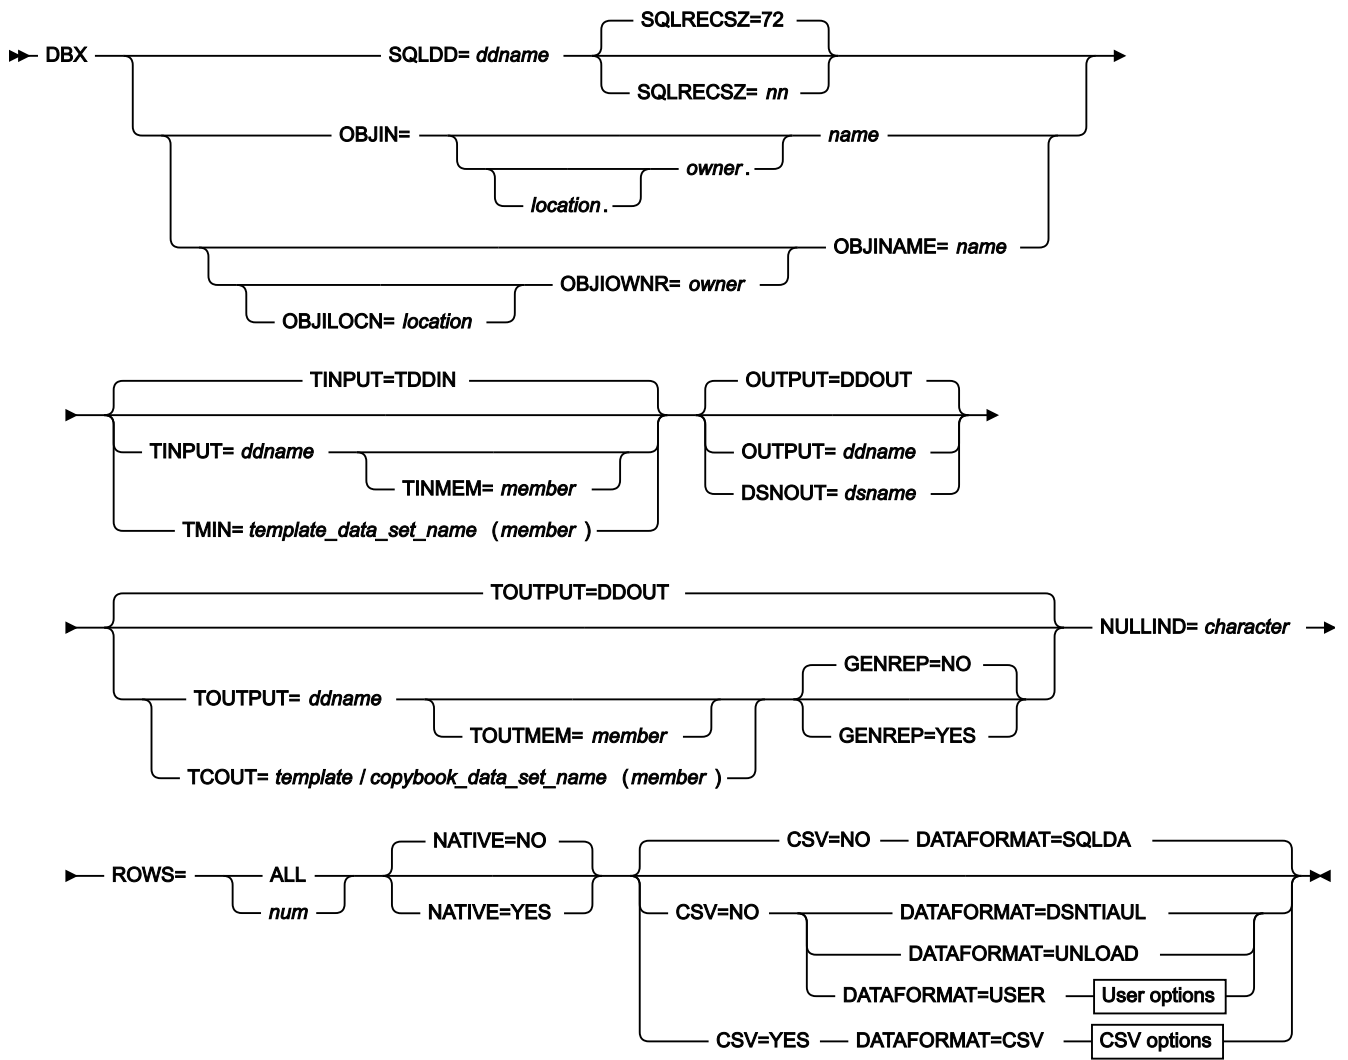 SQLRECSZ=72
DBX SQLDD= ddname
SQLRECSZ= nn
OBJIN= name
owner.
location.
OBJINAME= name
OBJIOWNR= owner
OBJILOCN= location
TINPUT=TDDIN OUTPUT=DDOUT
TINPUT= ddname OUTPUT= ddname
TINMEM= member DSNOUT= dsname
TMIN= template_data_set_name (member )
TOUTPUT=DDOUT
NULLIND= character
GENREP=NO
TOUTPUT= ddname
TOUTMEM= member GENREP=YES
TCOUT= template / copybook_data_set_name (member )
NATIVE=NO CSV=NO DATAFORMAT=SQLDA
ROWS= ALL
num NATIVE=YES CSV=NO DATAFORMAT=DSNTIAUL
DATAFORMAT=UNLOAD
DATAFORMAT=USER User options
CSV=YES DATAFORMAT=CSV CSV options